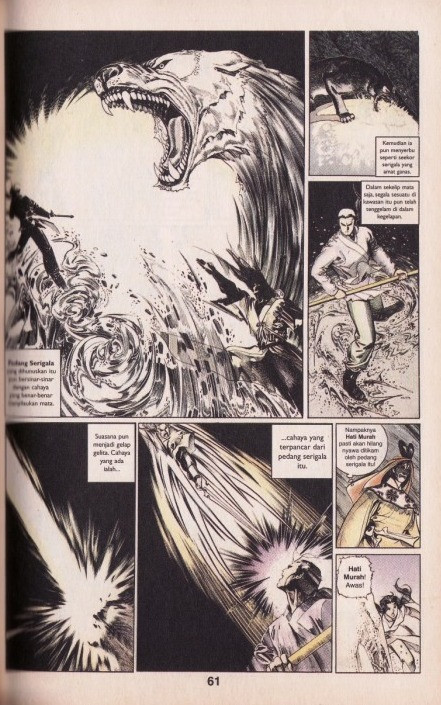 Pedang Serigala
yang dihunuskan itu
pun bersinar-sinar
dengan cahaya
yang benar-benar
menyilaukan mata.
Kemudian ia
pun menyerbu
seperti seekor
serigala yang
amat ganas.
Dalam sekelip mata
saja, segala sesuatu di
kawasan itu pun telah
tenggelam di dalam
kegelapan.
Suasana pun
menjadi gelap
gelita. Cahaya
yang ada
ialah...
...cahaya yang
terpancar dari
pedang serigala
itu.
Nampaknya
Hati Murah
pasti akan hilang
nyawa ditikam
oleh pedang
serigala itu!
Hati
Murah!
Awas!
61